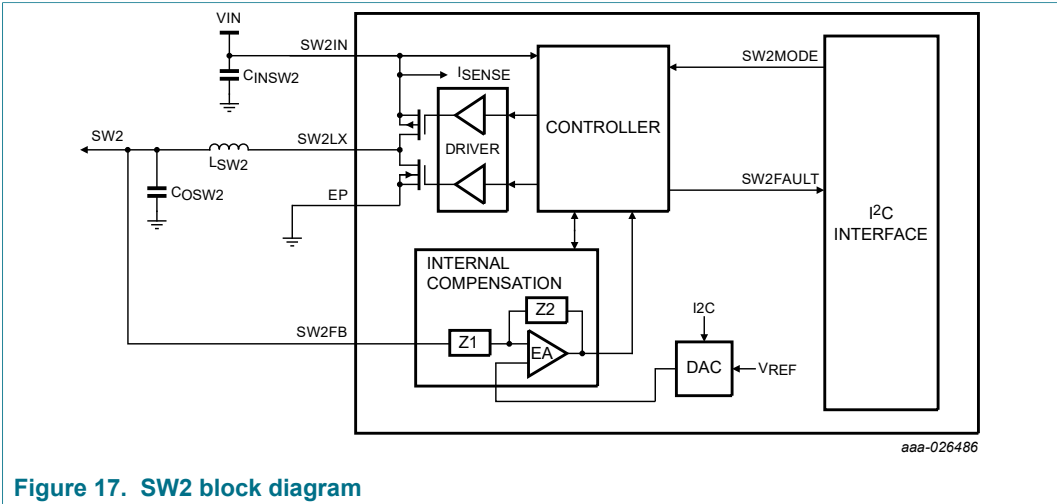 VIN
SW2IN
CINSW2
ISENSE
SW2
LSW2
SW2LX
COSW2
EP
DRIVER
CONTROLLER
SW2MODE
SW2FAULT
I2C
INTERFACE
INTERNAL
COMPENSATION
Z2
Z1
EA
SW2FB
I2C
DAC
VREF
aaa-026486
Figure 17. SW2 block diagram